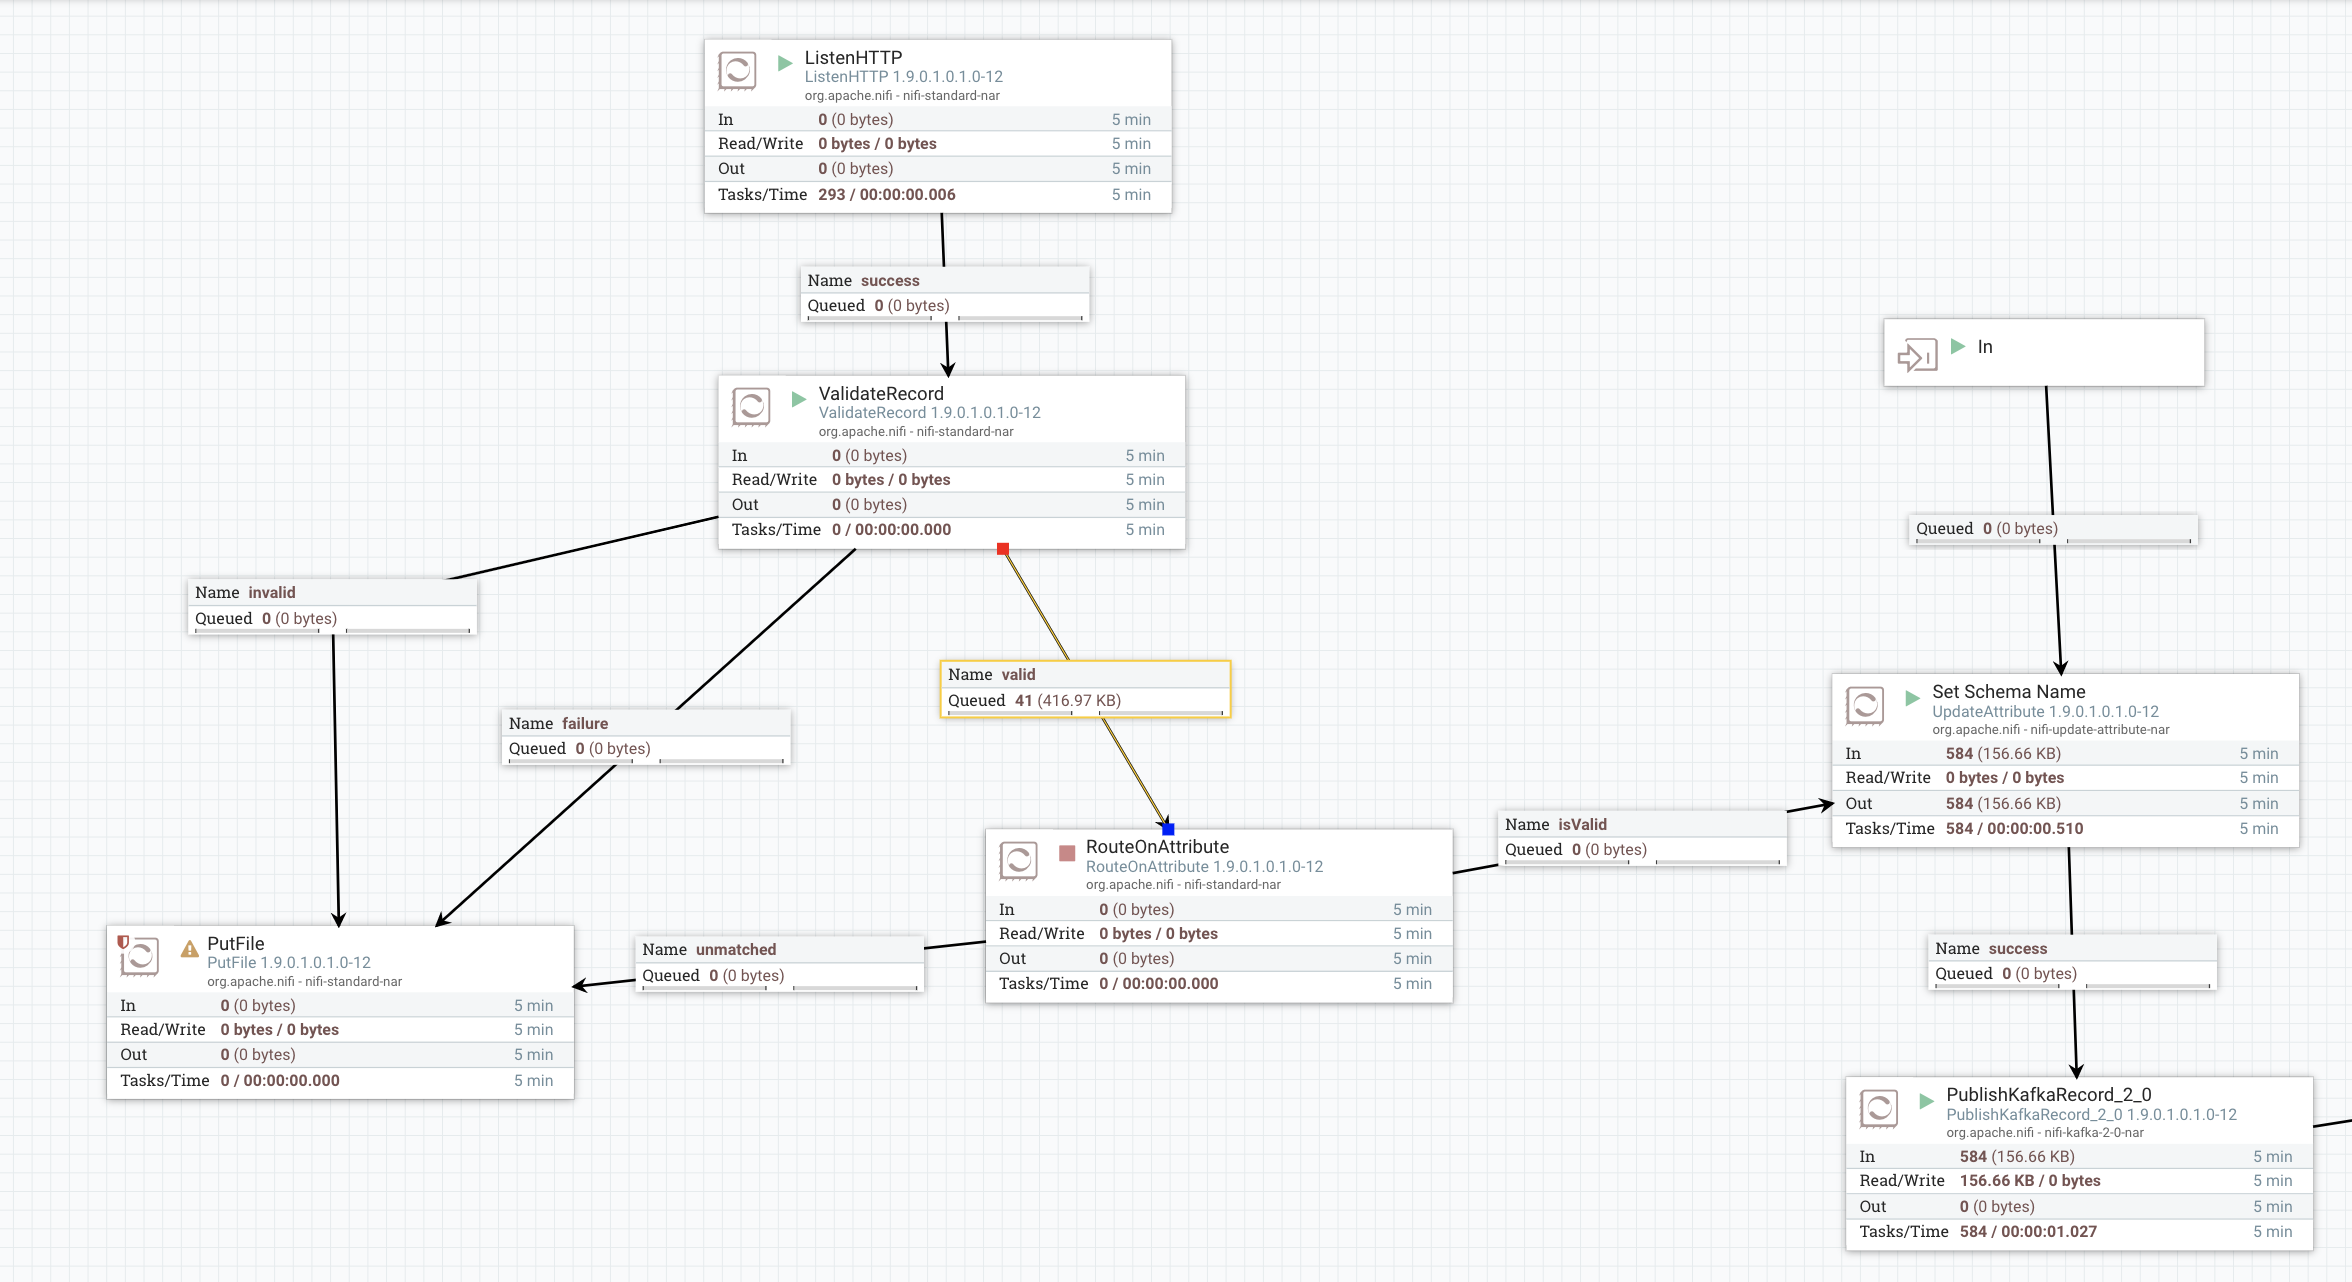 ListenHTTP
ListenHTTP 1.9.0.1.0.1.0-12
org.apache.nifi - nifi-standard-nar
In 0 (0 bytes) 5 min
Read/Write 0 bytes / 0 bytes 5 min
Out 0 (0 bytes) 5 min
Tasks/Time 293 / 00:00:00.006 5 min
Name success
Queued 0 (0 bytes)
In
ValidateRecord
ValidateRecord 1.9.0.1.0.1.0-12
org.apache.nifi - nifi-standard-nar
In 0 (0 bytes) 5 min
Read/Write 0 bytes / 0 bytes 5 min
Out 0 (0 bytes) 5 min
Tasks/Time 0 / 00:00:00.000 5 min
Queued 0 (0 bytes)
Name invalid
Queued 0 (0 bytes)
Name valid
Queued 41 (416.97 KB)
Name failure
Queued 0 (0 bytes)
Set Schema Name
UpdateAttribute 1.9.0.1.0.1.0-12
org.apache.nifi - nifi-update-attribute-nar
In 584 (156.66 KB) 5 min
Read/Write 0 bytes / 0 bytes 5 min
Out 584 (156.66 KB) 5 min
Tasks/Time 584 / 00:00:00.510 5 min
Name isValid
Queued 0 (0 bytes)
RouteOnAttribute
RouteOnAttribute 1.9.0.1.0.1.0-12
org.apache.nifi - nifi-standard-nar
In 0 (0 bytes) 5 min
Read/Write 0 bytes / 0 bytes 5 min
Out 0 (0 bytes) 5 min
Tasks/Time 0 / 00:00:00.000 5 min
PutFile
PutFile 1.9.0.1.0.1.0-12
org.apache.nifi - nifi-standard-nar
In 0 (0 bytes) 5 min
Read/Write 0 bytes / 0 bytes 5 min
Out 0 (0 bytes) 5 min
Tasks/Time 0 / 00:00:00.000 5 min
Name unmatched
Queued 0 (0 bytes)
Name success
Queued 0 (0 bytes)
PublishKafkaRecord_2_0
PublishKafkaRecord_2_0 1.9.0.1.0.1.0-12
org.apache.nifi - nifi-kafka-2-0-nar
In 584 (156.66 KB) 5 min
Read/Write 156.66 KB / 0 bytes 5 min
Out 0 (0 bytes) 5 min
Tasks/Time 584 / 00:00:01.027 5 min